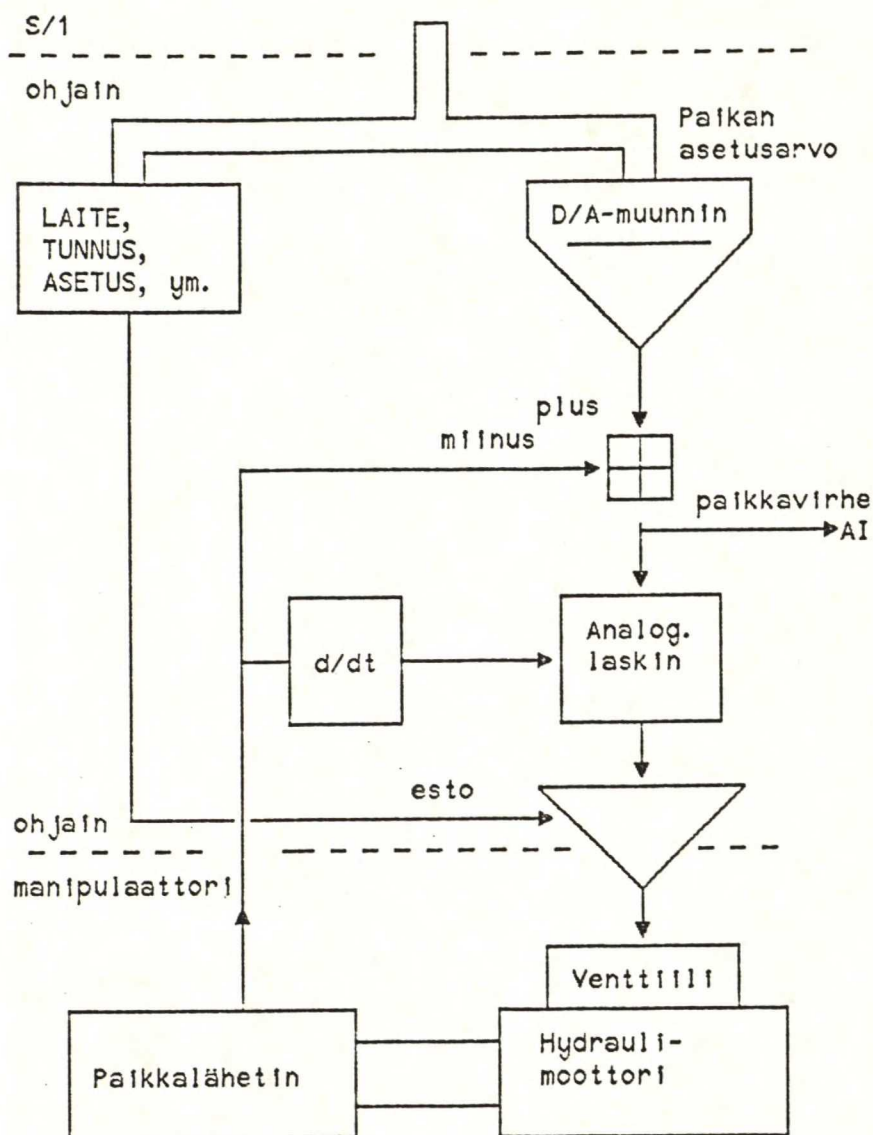 S/1
ohjain
Paikan
asetusarvo
LAITE,
TUNNUS,
ASETUS, ym.
D/A-muunnin
plus
miinus
paikkavirhe
AI
d/dt
Analog.
laskin
esto
ohjain
manipulaattori
Venttiili
Paikkalähetin
Hydrauli-
moottori